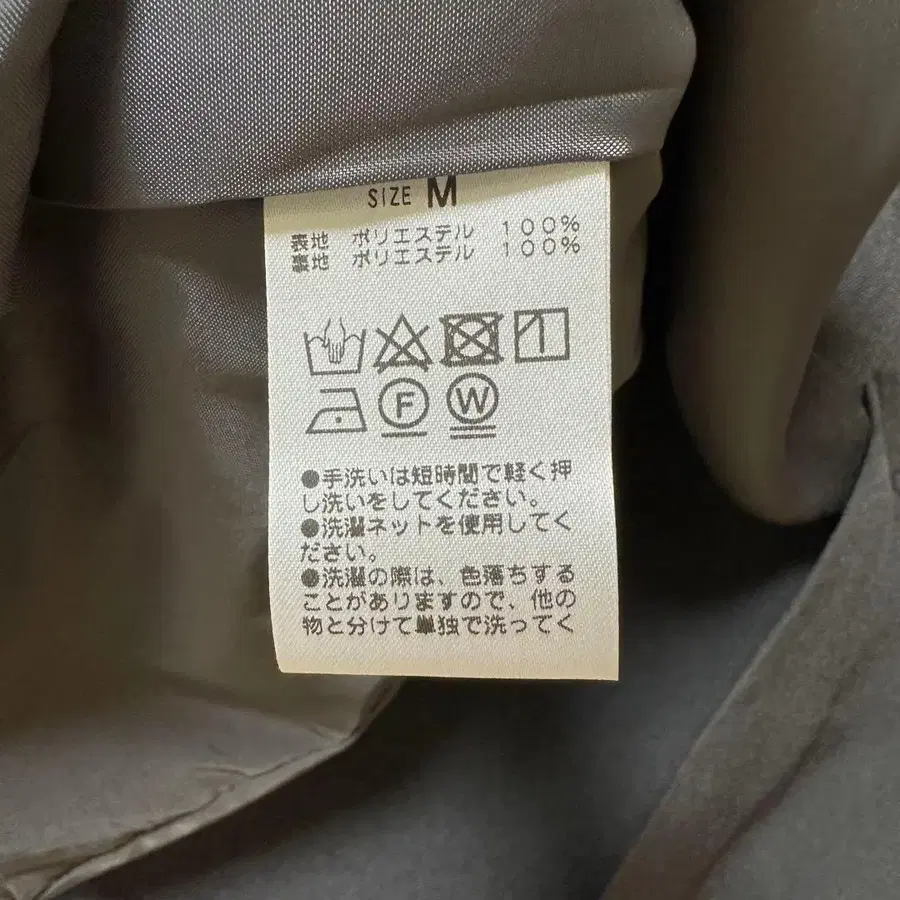 SIZE M
表地 ポリエステル 100%
裏地 ポリエステル 100%
F W
●手洗いは短時間で軽く押
し洗いをしてください。
●洗濯ネットを使用してく
ださい。
●洗濯の際は、色落ちする
ことがありますので、他の
物と分けて単独で洗ってく